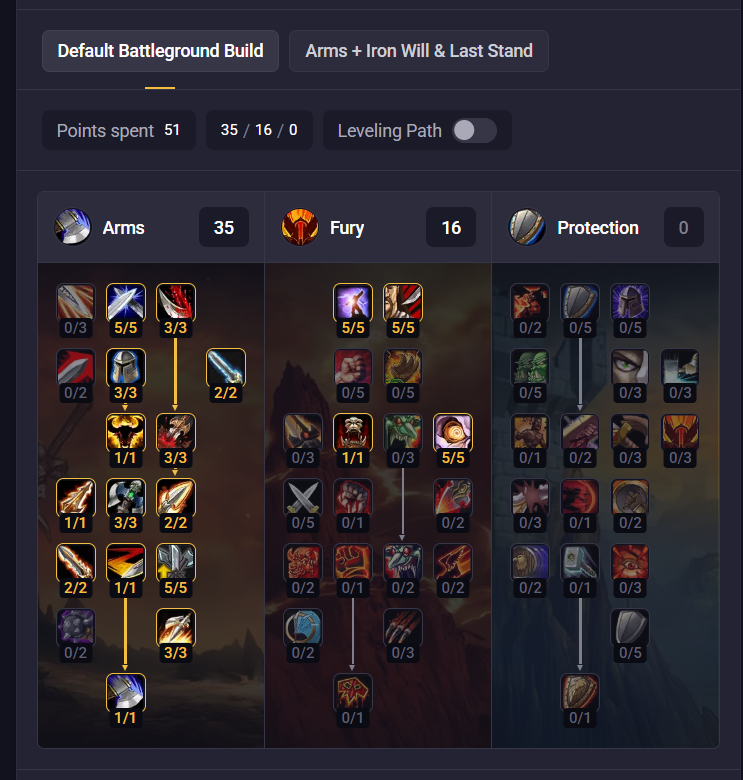 Default Battleground Build Arms + Iron Will & Last Stand
Points spent 51 35 / 16 / 0 Leveling Path
Arms 35 Fury 16 Protection 0
0/3 5/5 3/3 5/5 5/5 0/2 0/5 0/5
0/2 3/3 2/2 0/5 0/5 0/5 0/3 0/3
1/1 3/3 0/3 1/1 0/3 5/5 0/1 0/2 0/3 0/3
1/1 3/3 2/2 0/5 0/1 0/2 0/3 0/1 0/2
2/2 1/1 5/5 0/2 0/1 0/2 0/2 0/2 0/1 0/3
0/2 3/3 0/2 0/3 0/5
1/1 0/1 0/1